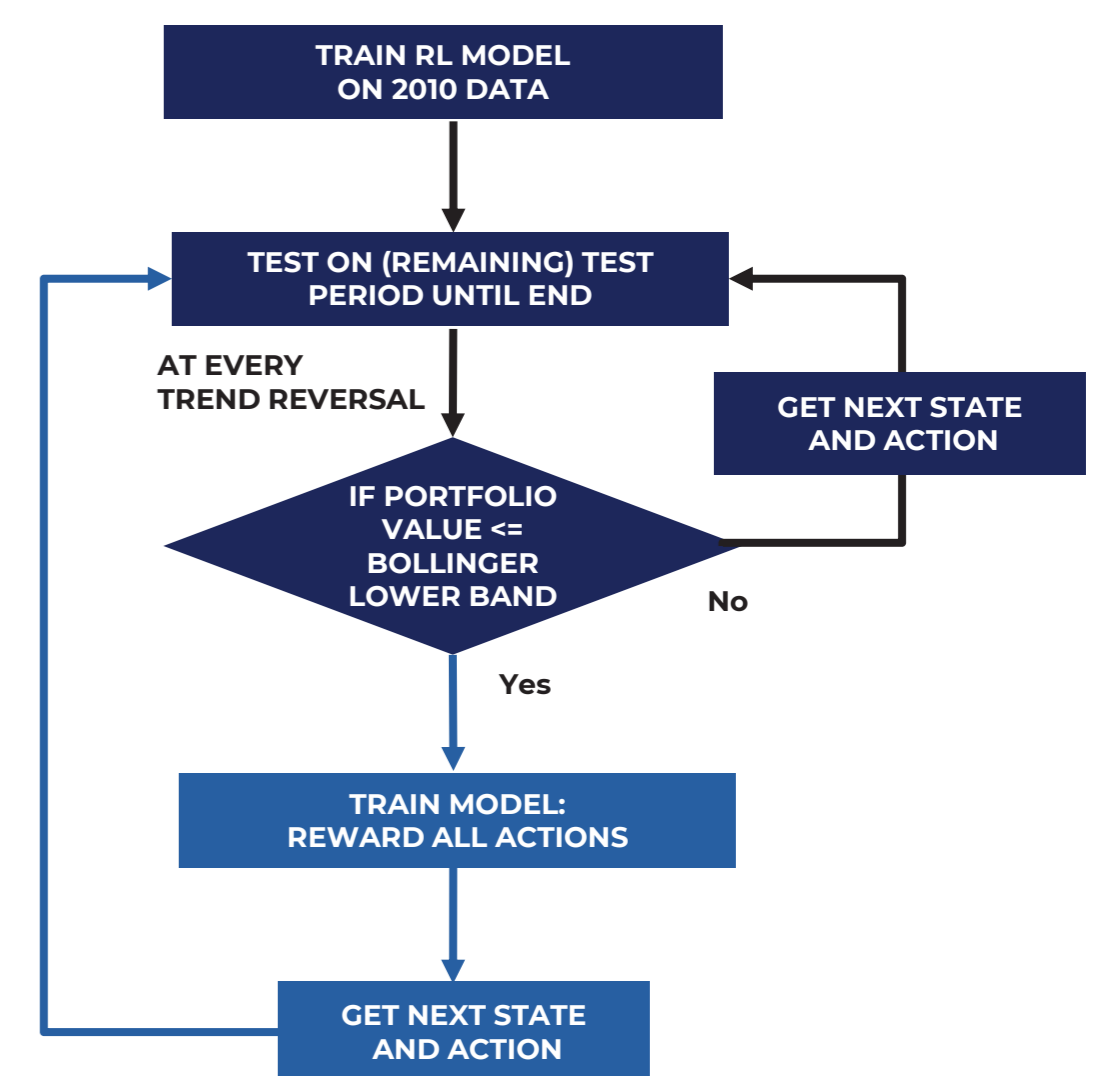 TRAIN RL MODEL
ON 2010 DATA
TEST ON (REMAINING) TEST
PERIOD UNTIL END
AT EVERY
TREND REVERSAL
GET NEXT STATE
AND ACTION
IF PORTFOLIO
VALUE <=
BOLLINGER
LOWER BAND
No
Yes
TRAIN MODEL:
REWARD ALL ACTIONS
GET NEXT STATE
AND ACTION